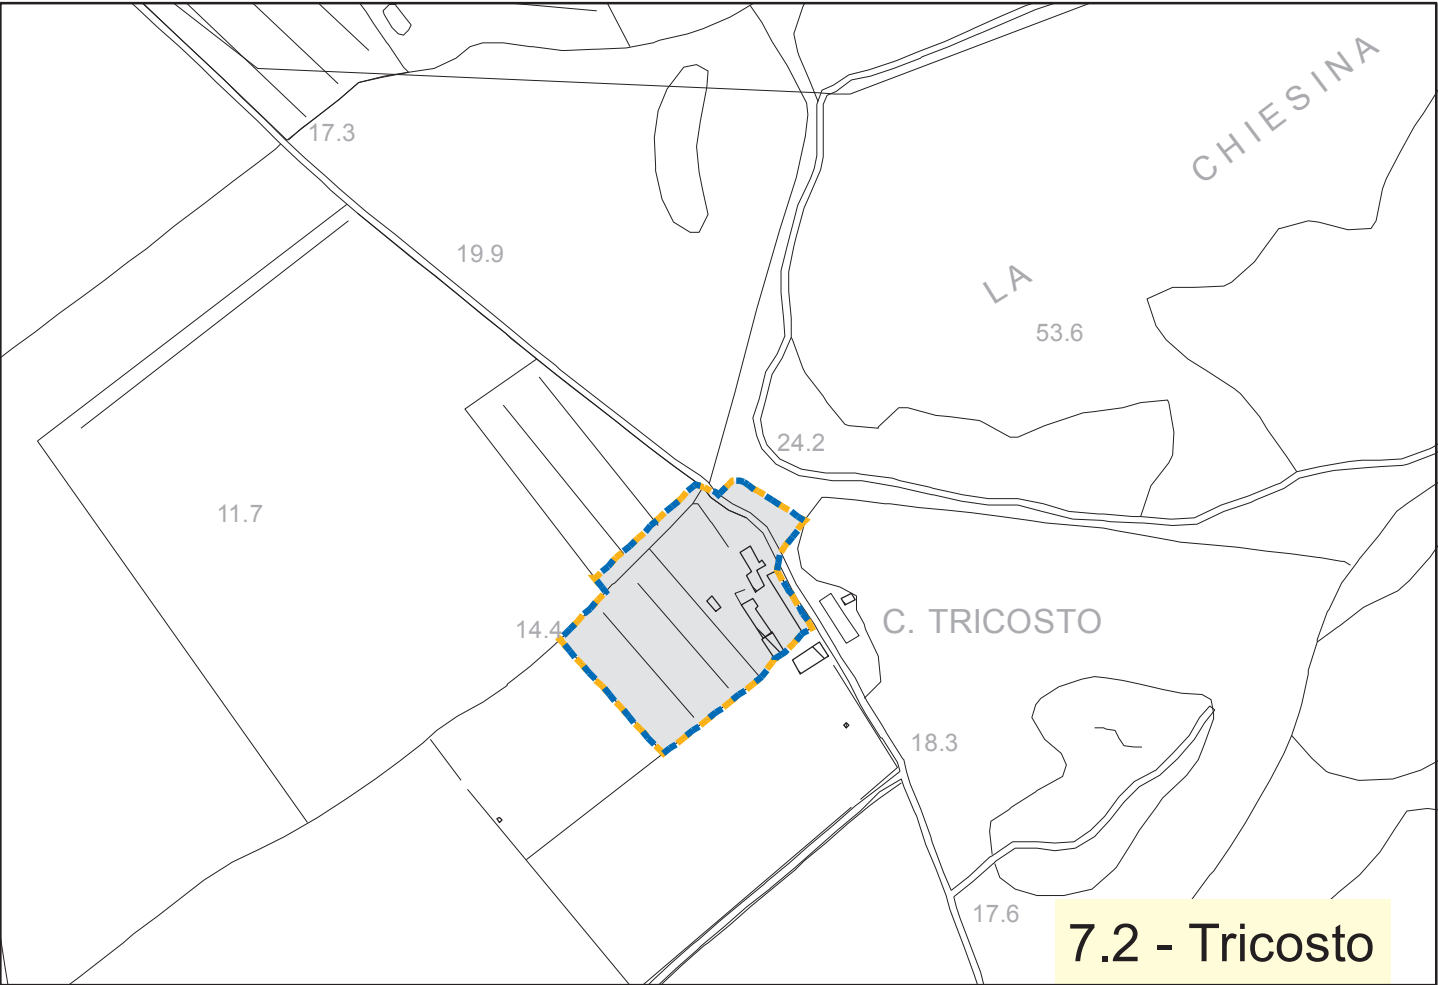 17.3
CHIESINA
19.9
LA
53.6
24.2
11.7
14.4
C. TRICOSTO
18.3
17.6
7.2 - Tricosto